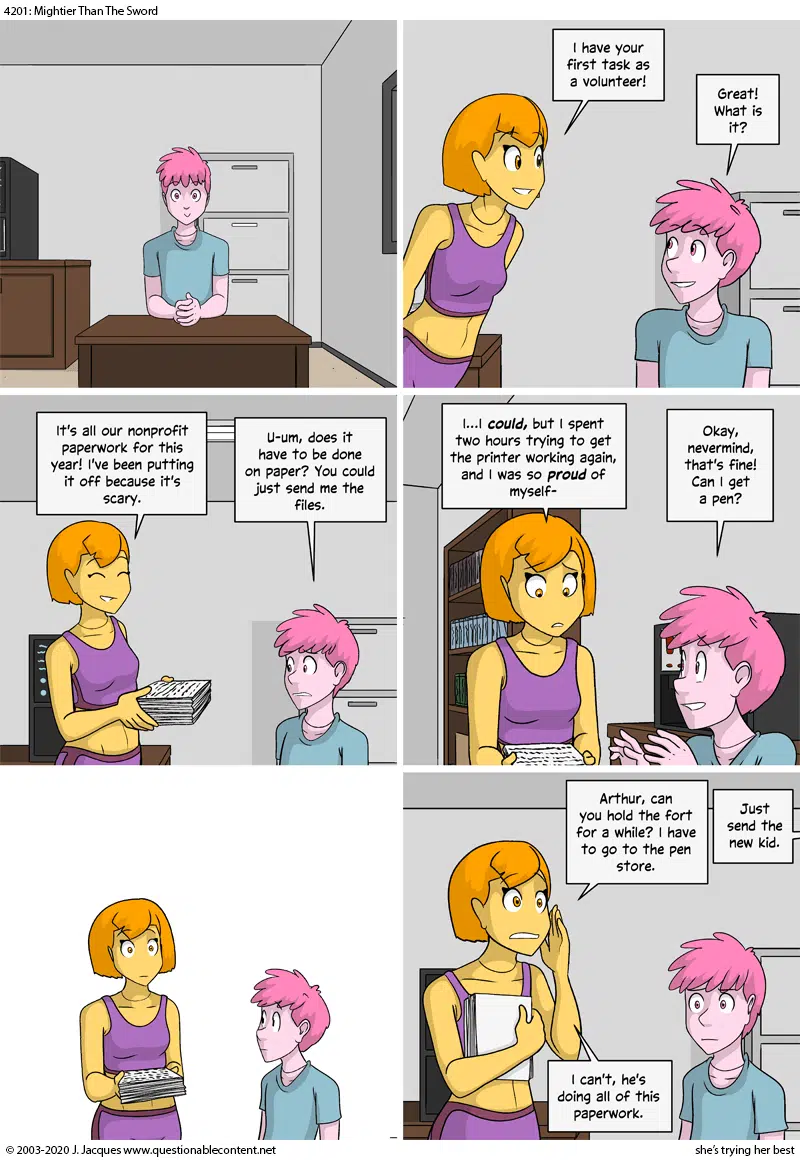 4201: Mightier Than The Sword
I have your
first task as
a volunteer!
Great!
What is
it?
It's all our nonprofit
paperwork for this
year! I've been putting
it off because it's
scary.
U-um, does it
have to be done
on paper? You could
just send me the
files.
I...I could, but I spent
two hours trying to get
the printer working again,
and I was so proud of
myself-
Okay,
nevermind,
that's fine!
Can I get
a pen?
Arthur, can
you hold the fort
for a while? I have
to go to the pen
store.
Just
send the
new kid.
I can't, he's
doing all of this
paperwork.
© 2003-2020 J. Jacques www.questionablecontent.net
she's trying her best